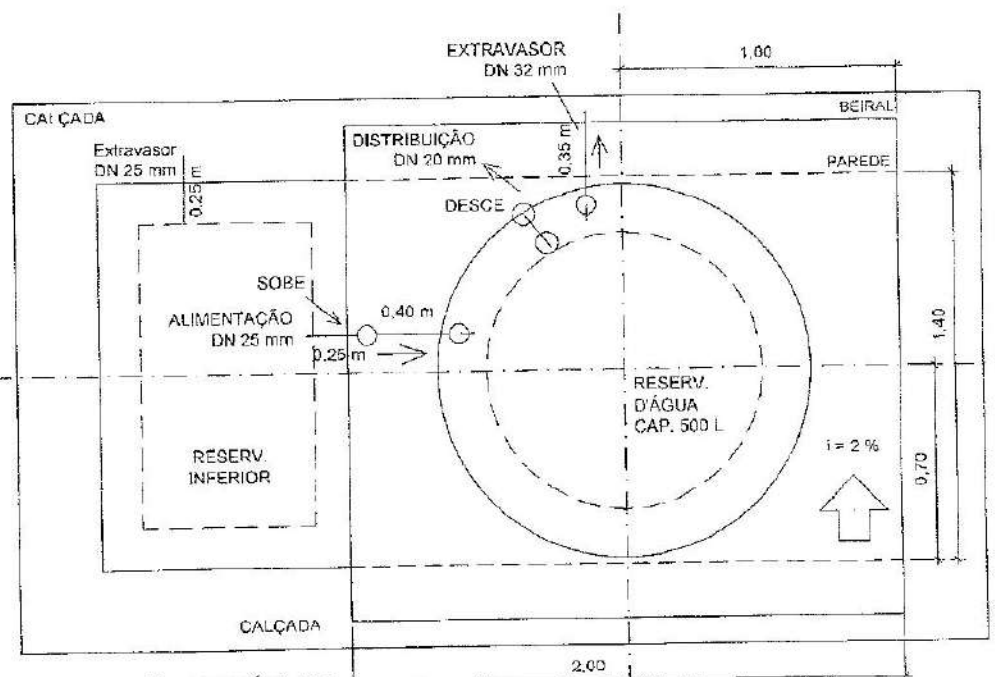 EXTRAVASOR
DN 32 mm
1,00
CALÇADA
BEIRAL
Extravasor
DN 25 mm
0,25 m
DISTRIBUIÇÃO
DN 20 mm
0,35 m
PAREDE
DESCE
SOBE
ALIMENTAÇÃO
DN 25 mm
0,40 m
0,25 m
1,40
RESERV.
D'ÁGUA
CAP. 500 L
RESERV.
INFERIOR
i = 2 %
0,70
CALÇADA
2,00